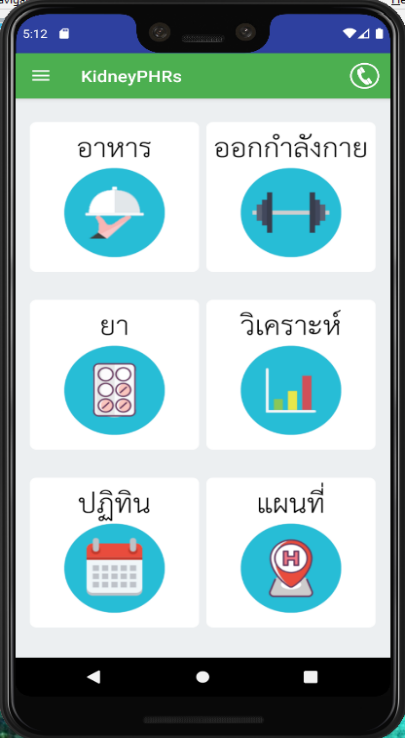 5:12
KidneyPHRs
อาหาร
ออกกำลังกาย
ยา
วิเคราะห์
ปฏิทิน
แผนที่
H